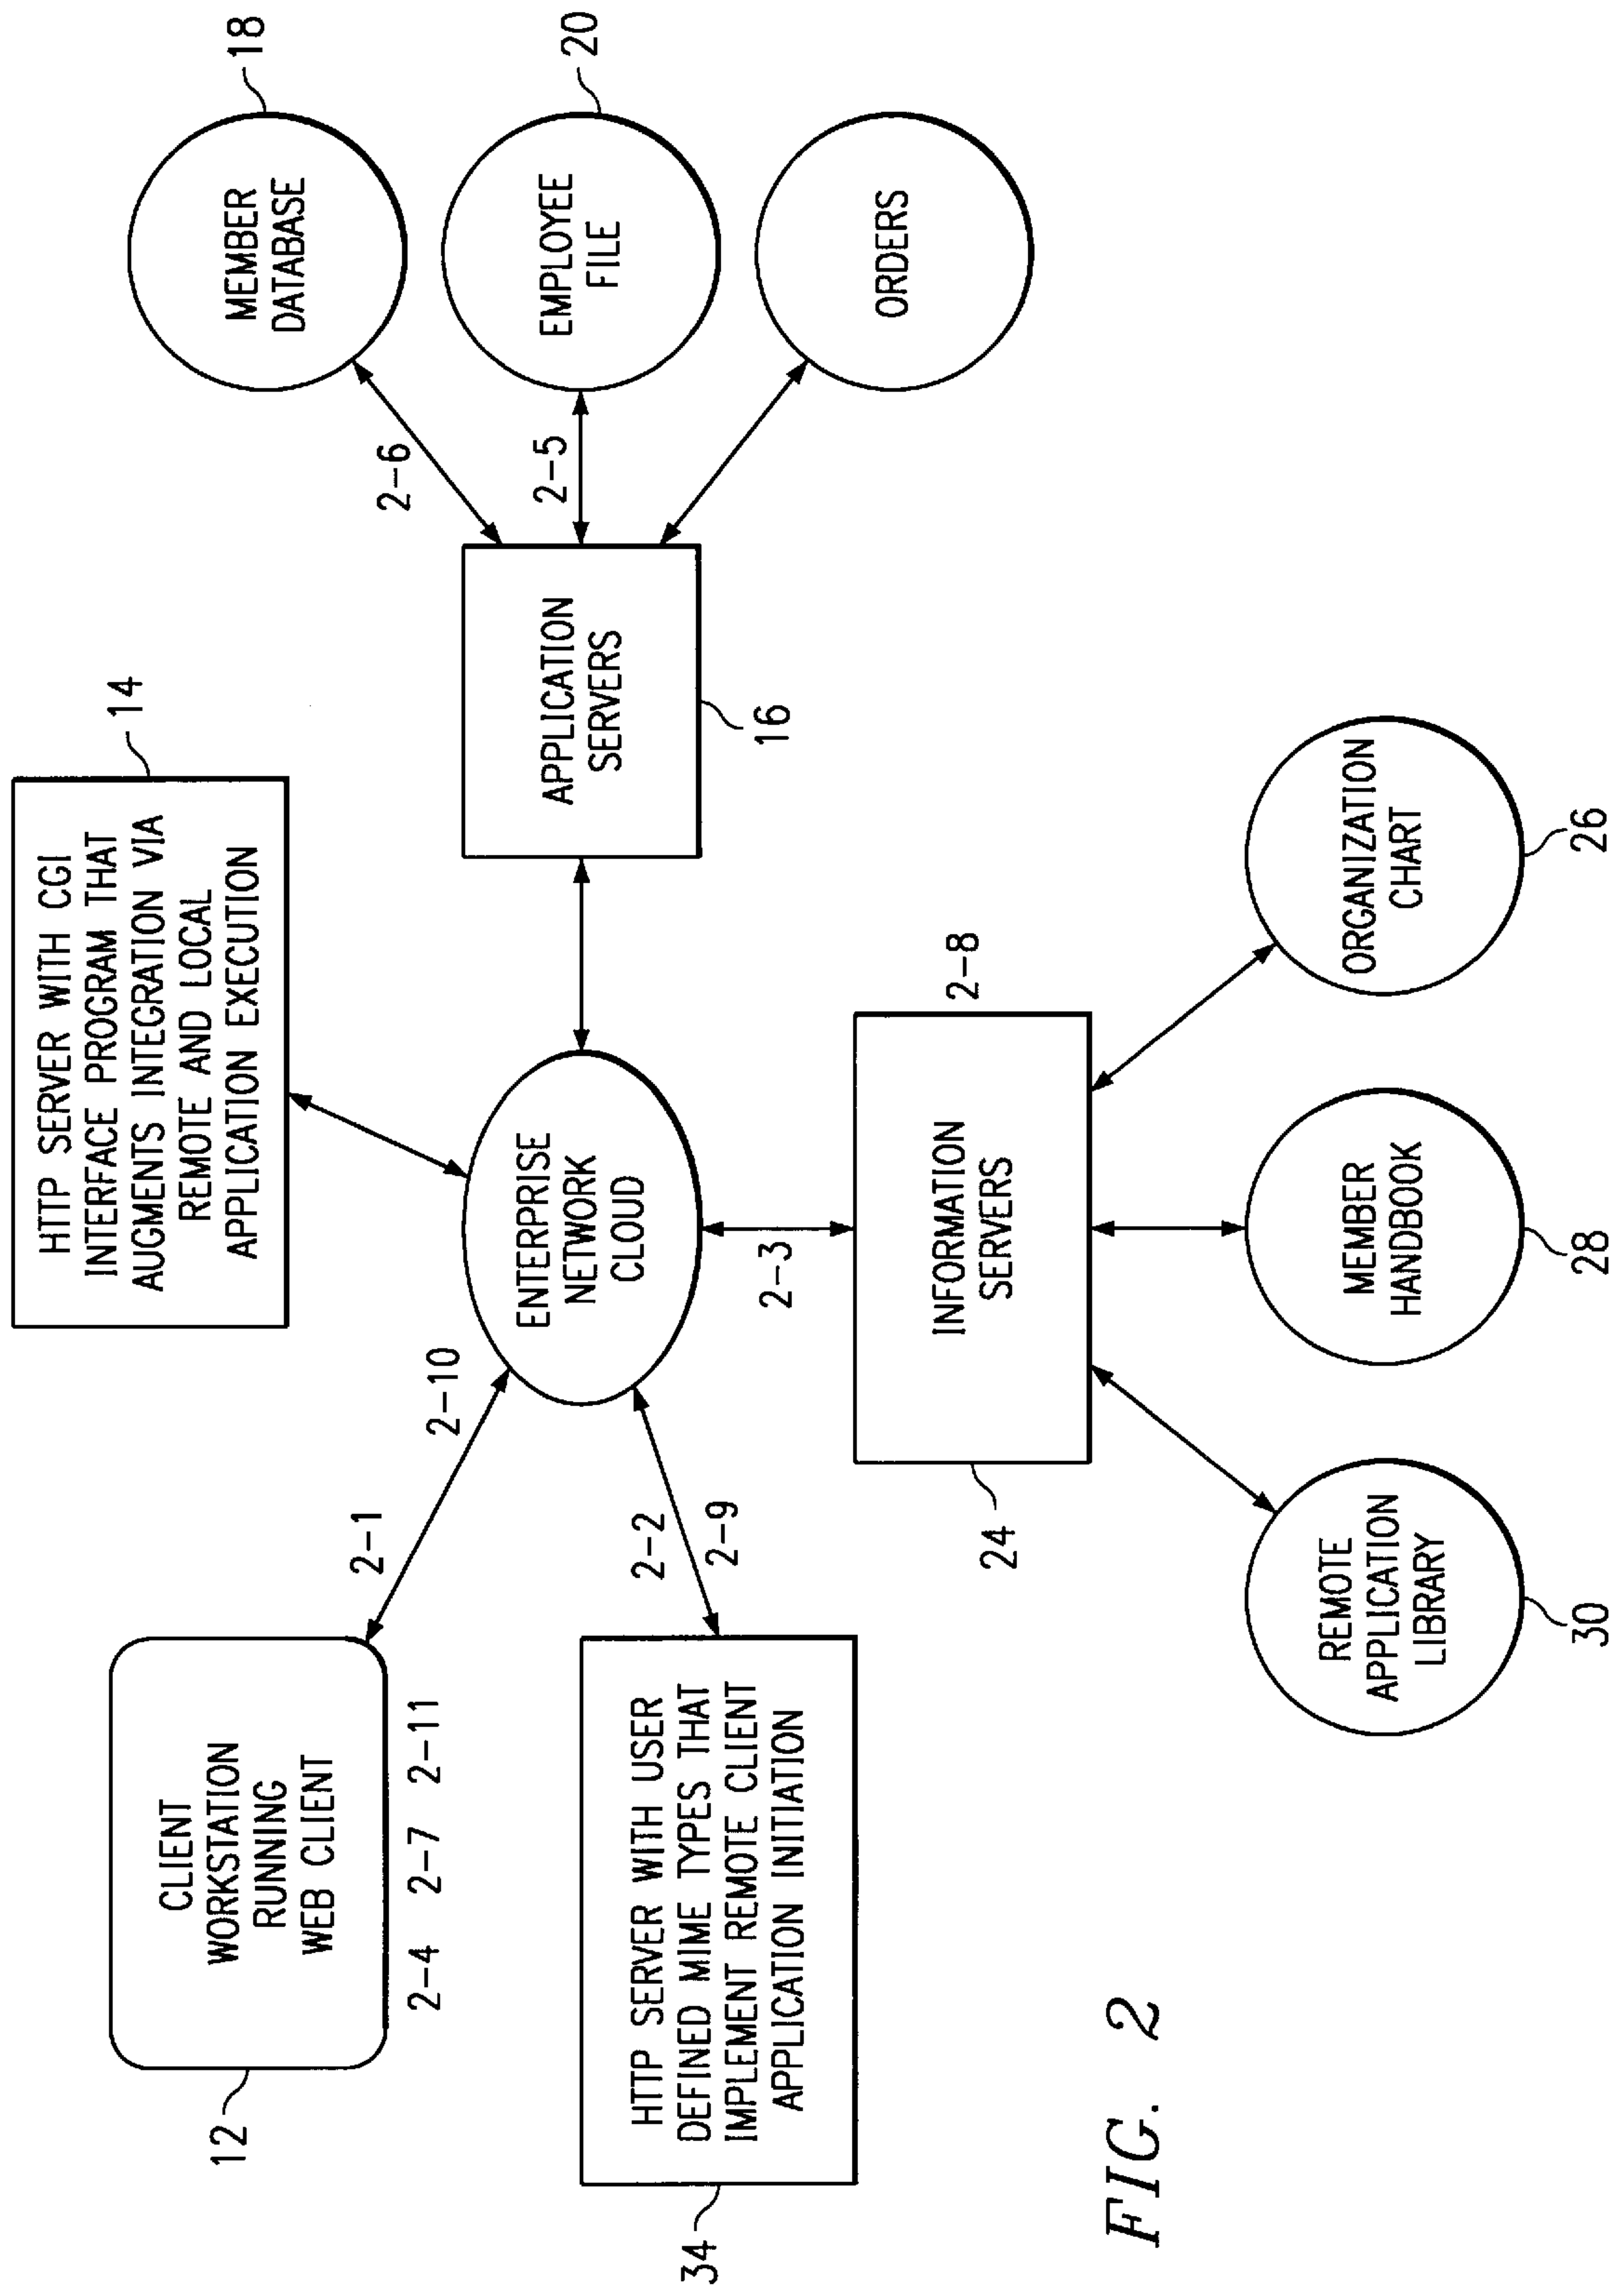 12
CLIENT
WORKSTATION
RUNNING
WEB CLIENT
2-4 2-7 2-11
2-1
2-10
HTTP SERVER WITH CGI
INTERFACE PROGRAM THAT
AUGMENTS INTEGRATION VIA
REMOTE AND LOCAL
APPLICATION EXECUTION
14
MEMBER
DATABASE
18
2-6
EMPLOYEE
FILE
20
2-5
ORDERS
APPLICATION
SERVERS
16
ENTERPRISE
NETWORK
CLOUD
34
HTTP SERVER WITH USER
DEFINED MIME TYPES THAT
IMPLEMENT REMOTE CLIENT
APPLICATION INITIATION
2-2
2-9
2-3
INFORMATION
SERVERS
2-8
24
REMOTE
APPLICATION
LIBRARY
30
MEMBER
HANDBOOK
28
ORGANIZATION
CHART
26
FIG. 2